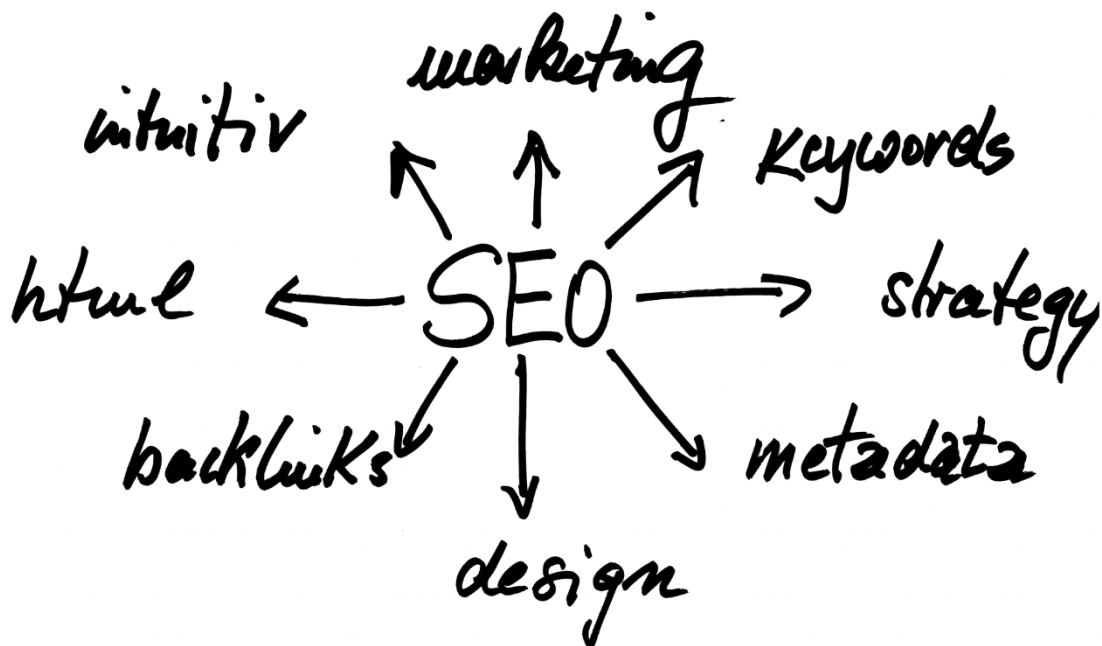 marketing
intuitiv
keywords
html
SEO
strategy
backlinks
metadata
design